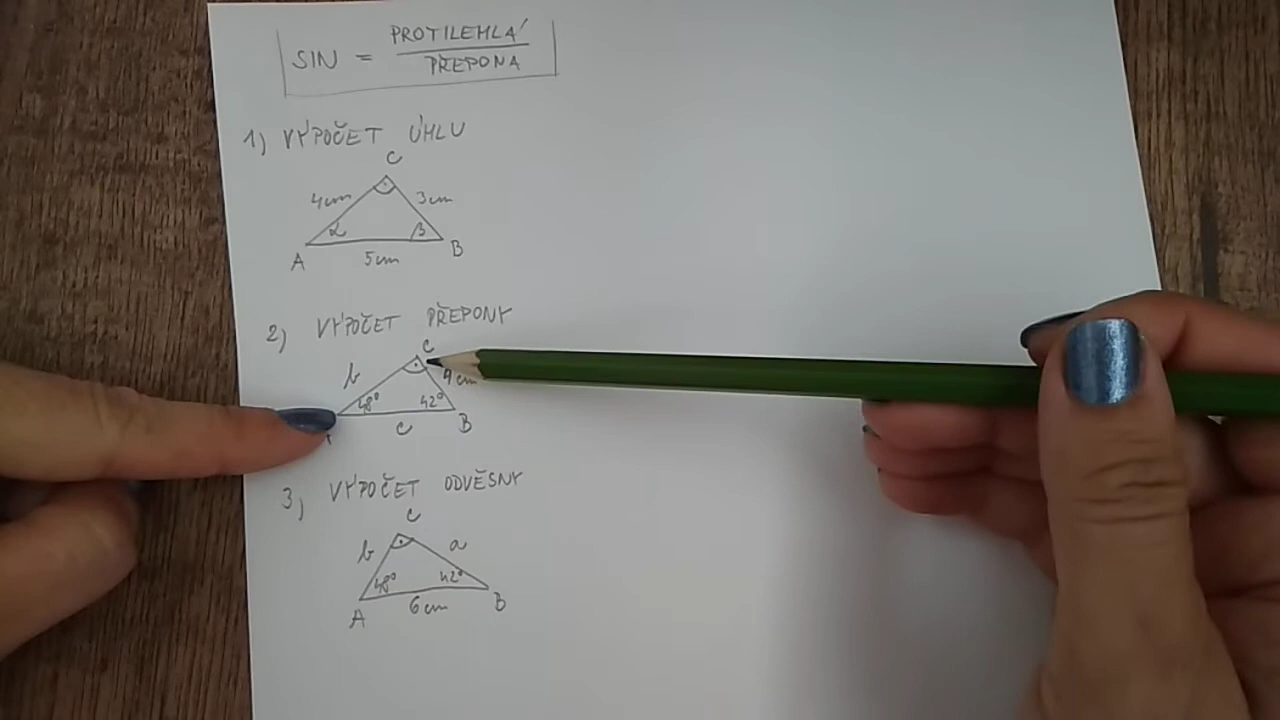 SIN = PROTILEHLÁ
PŘEPONA
1) VÝPOČET ÚHLU
C
4cm 3cm
α β
A B
5cm
2) VÝPOČET PŘEPONY
C
b cm
48° 42°
c B
3) VÝPOČET ODVĚSNY
C
b a
48° 42°
A 6cm B